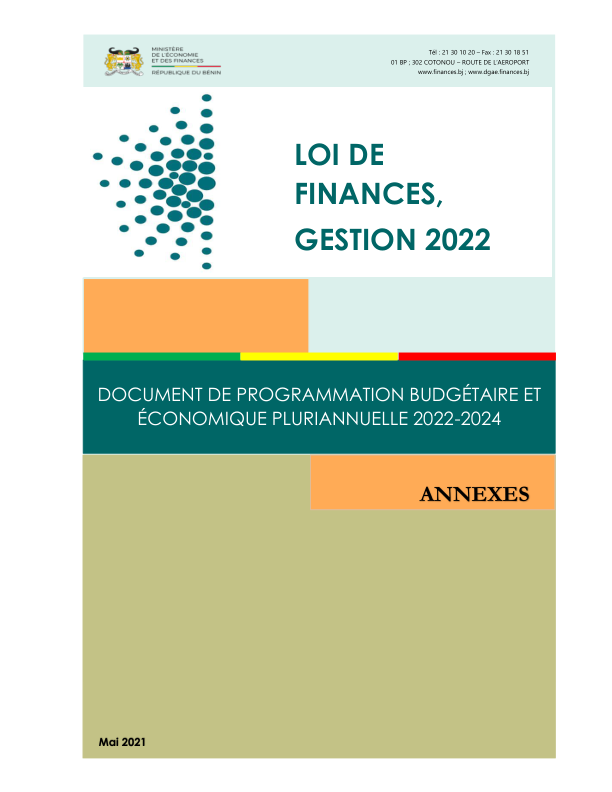 MINISTÈRE
DE L'ÉCONOMIE
ET DES FINANCES
RÉPUBLIQUE DU BÉNIN
Tél : 21 30 10 20 – Fax : 21 30 18 51
01 BP ; 302 COTONOU – ROUTE DE L'AEROPORT
www.finances.bj ; www.dgae.finances.bj
LOI DE
FINANCES,
GESTION 2022
DOCUMENT DE PROGRAMMATION BUDGÉTAIRE ET
ÉCONOMIQUE PLURIANNUELLE 2022-2024
ANNEXES
Mai 2021